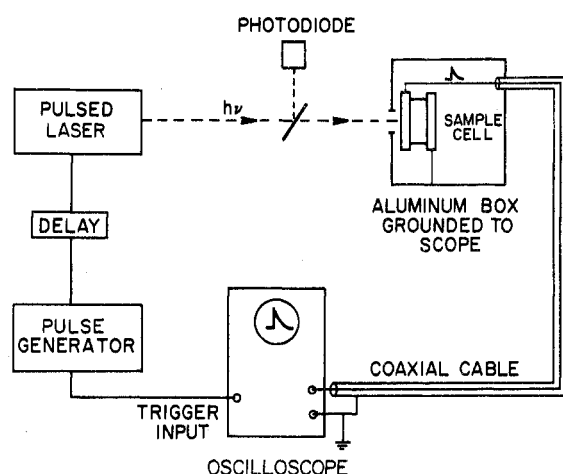 PHOTODIODE
PULSED
LASER
hν
SAMPLE
CELL
ALUMINUM BOX
GROUNDED TO
SCOPE
DELAY
PULSE
GENERATOR
COAXIAL CABLE
TRIGGER
INPUT
OSCILLOSCOPE